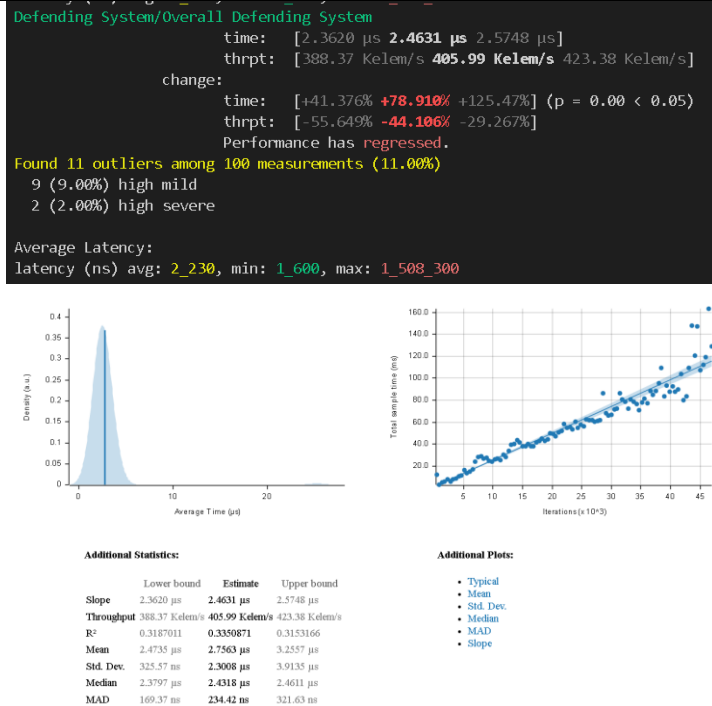 Defending System/Overall Defending System
time: [2.3620 µs 2.4631 µs 2.5748 µs]
thrpt: [388.37 Kelem/s 405.99 Kelem/s 423.38 Kelem/s]
change:
time: [+41.376% +78.910% +125.47%] (p = 0.00 < 0.05)
thrpt: [-55.649% -44.106% -29.267%]
Performance has regressed.
Found 11 outliers among 100 measurements (11.00%)
9 (9.00%) high mild
2 (2.00%) high severe
Average Latency:
latency (ns) avg: 2_230, min: 1_600, max: 1_508_300
0.4
0.35
0.3
0.25
0.2
0.15
0.1
0.05
0
Density (a.u.)
0 10 20
Average Time (µs)
160.0
140.0
120.0
100.0
80.0
60.0
40.0
20.0
Total sample time (ms)
5 10 15 20 25 30 35 40 45
Iterations (x 10^3)
Additional Statistics:
Lower bound Estimate Upper bound
Slope 2.3620 µs 2.4631 µs 2.5748 µs
Throughput 388.37 Kelem/s 405.99 Kelem/s 423.38 Kelem/s
R² 0.3187011 0.3350871 0.3153166
Mean 2.4735 µs 2.7563 µs 3.2557 µs
Std. Dev. 325.57 ns 2.3008 µs 3.9135 µs
Median 2.3797 µs 2.4318 µs 2.4611 µs
MAD 169.37 ns 234.42 ns 321.63 ns
Additional Plots:
Typical
Mean
Std. Dev.
Median
MAD
Slope